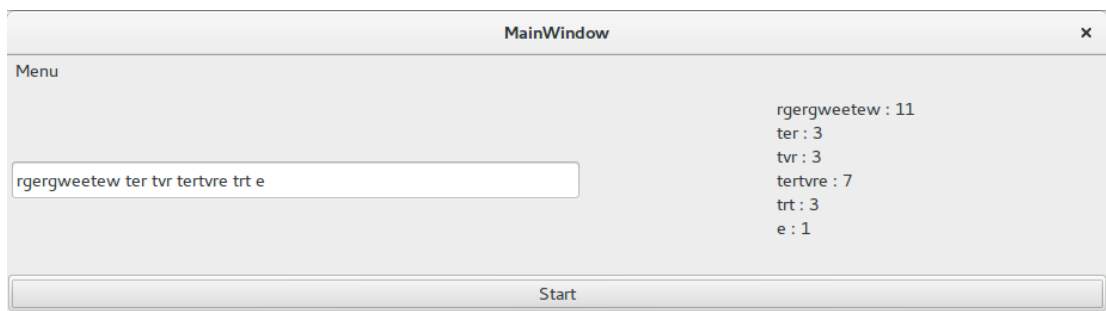 MainWindow ×
Menu
rgergweetew : 11
ter : 3
tvr : 3
rgergweetew ter tvr tertvre trt e
tertvre : 7
trt : 3
e : 1
Start